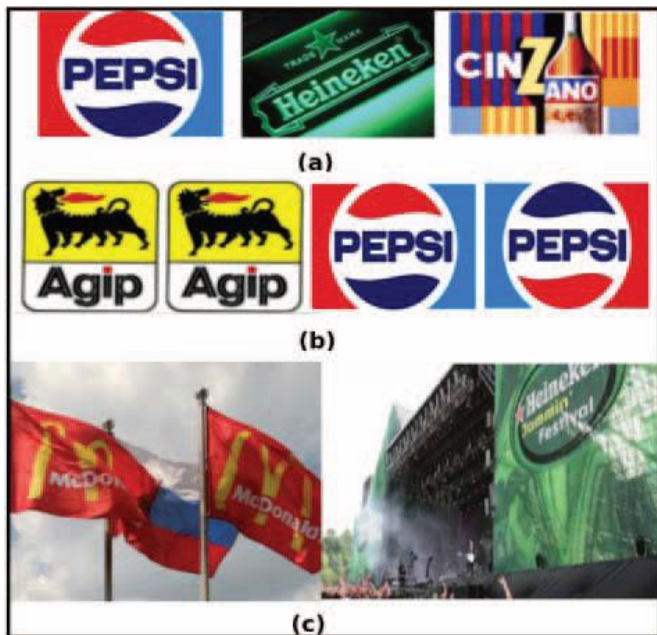 PEPSI
TRADE MARK
Heineken
CINZANO
(a)
Agip
Agip
PEPSI
PEPSI
(b)
McDon
McDonald'
Heineken
Jammin'
Festival
(c)